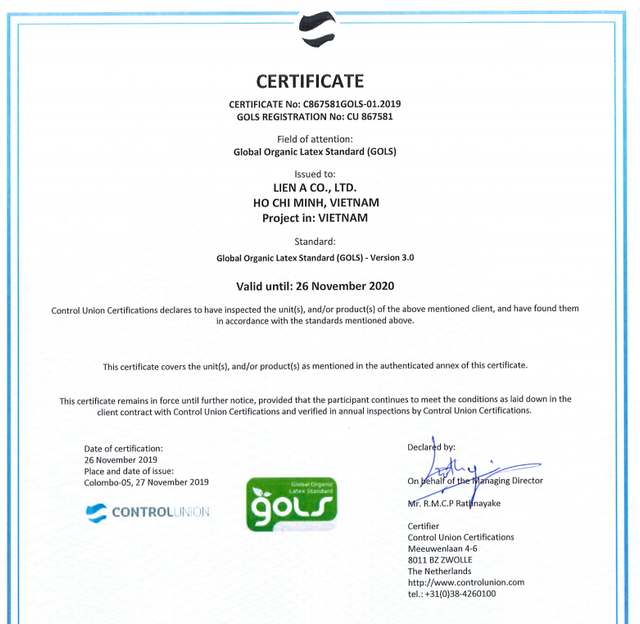 CERTIFICATE
CERTIFICATE No: C867581GOLS-01.2019
GOLS REGISTRATION No: CU 867581
Field of attention:
Global Organic Latex Standard (GOLS)
Issued to:
LIEN A CO., LTD.
HO CHI MINH, VIETNAM
Project in: VIETNAM
Standard:
Global Organic Latex Standard (GOLS) - Version 3.0
Valid until: 26 November 2020
Control Union Certifications declares to have inspected the unit(s), and/or product(s) of the above mentioned client, and have found them
in accordance with the standards mentioned above.
This certificate covers the unit(s), and/or product(s) as mentioned in the authenticated annex of this certificate.
This certificate remains in force until further notice, provided that the participant continues to meet the conditions as laid down in the
client contract with Control Union Certifications and verified in annual inspections by Control Union Certifications.
Date of certification:
26 November 2019
Place and date of issue:
Colombo-05, 27 November 2019
CONTROLUNION
Global Organic
Latex Standard
gOLS
Declared by:
On behalf of the Managing Director
Mr. R.M.C.P Rathnayake
Certifier
Control Union Certifications
Meeuwenlaan 4-6
8011 BZ ZWOLLE
The Netherlands
http://www.controlunion.com
tel.: +31(0)38-4260100